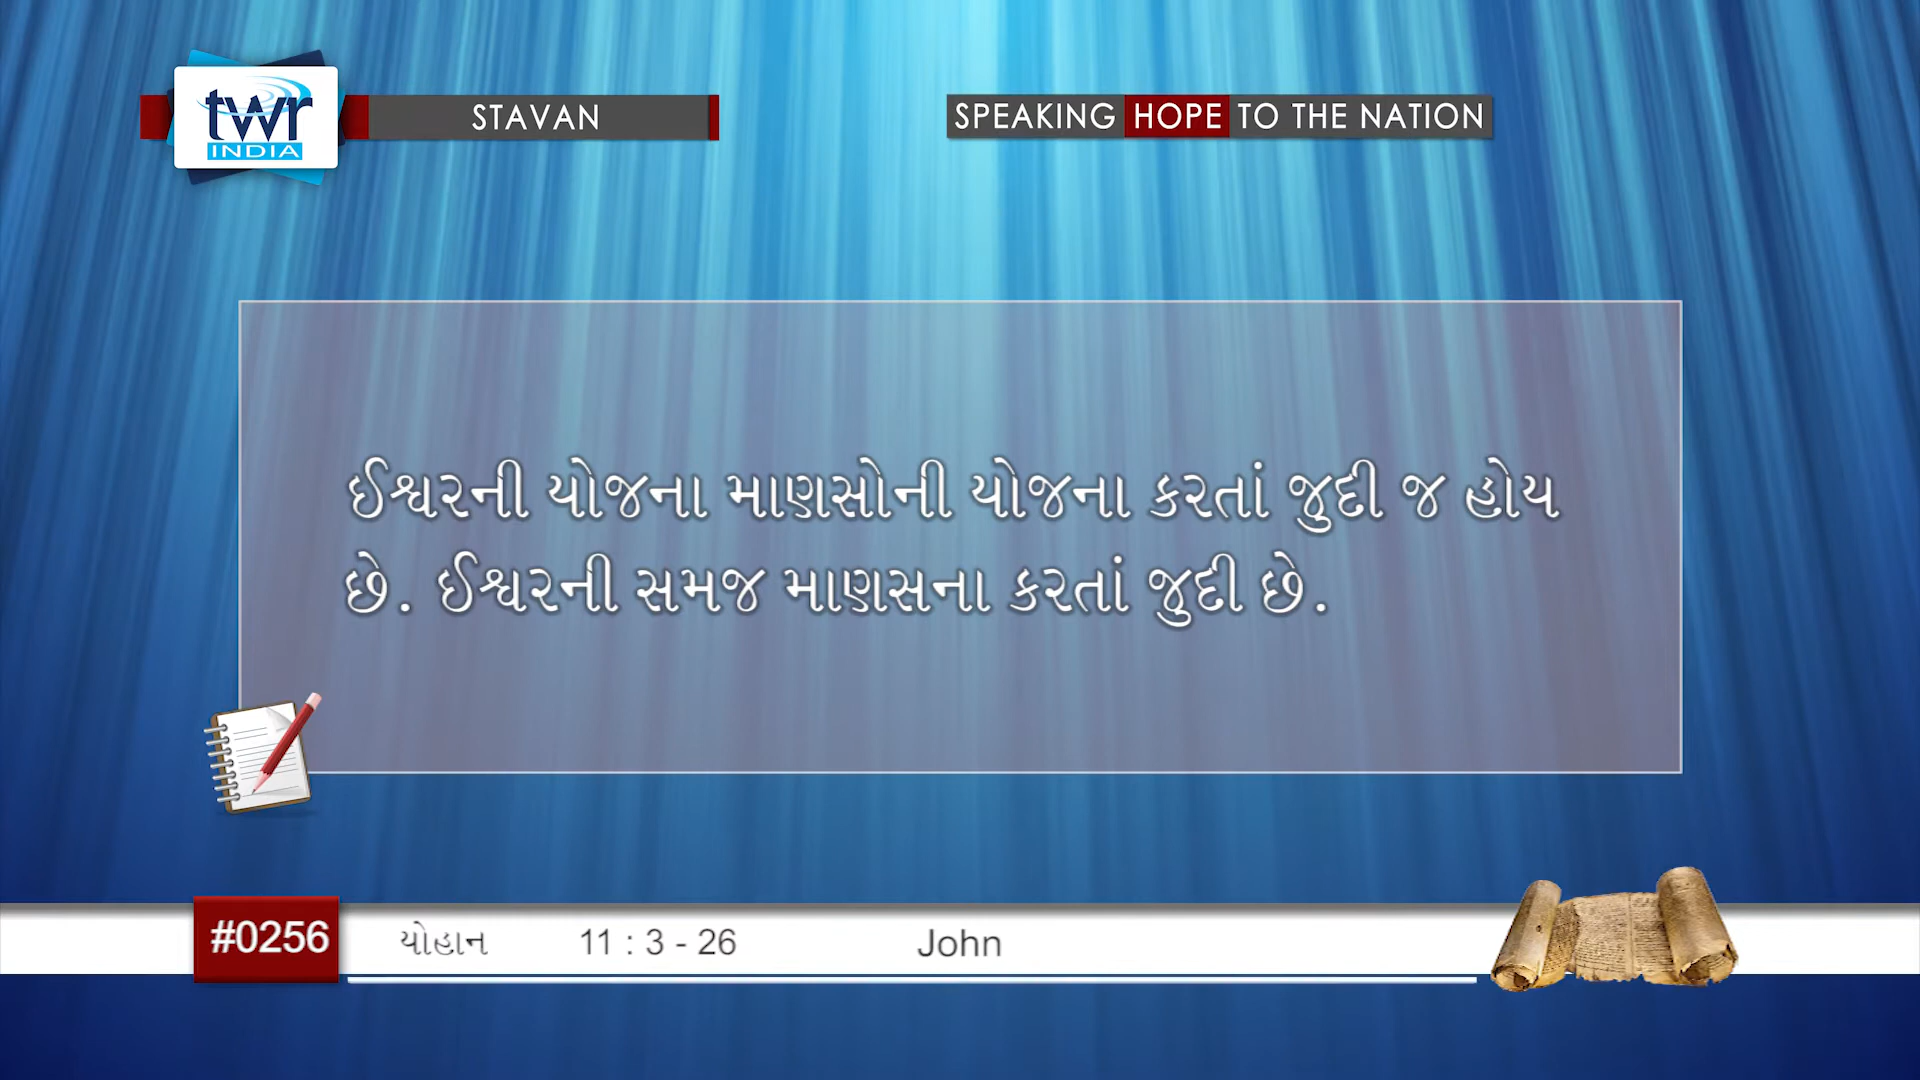 twr
INDIA
STAVAN
SPEAKING HOPE TO THE NATION
ઈશ્વરની યોજના માણસોની યોજના કરતાં જુદી જ હોય
છે. ઈશ્વરની સમજ માણસના કરતાં જુદી છે.
#0256 યોહાન 11 : 3 - 26 John